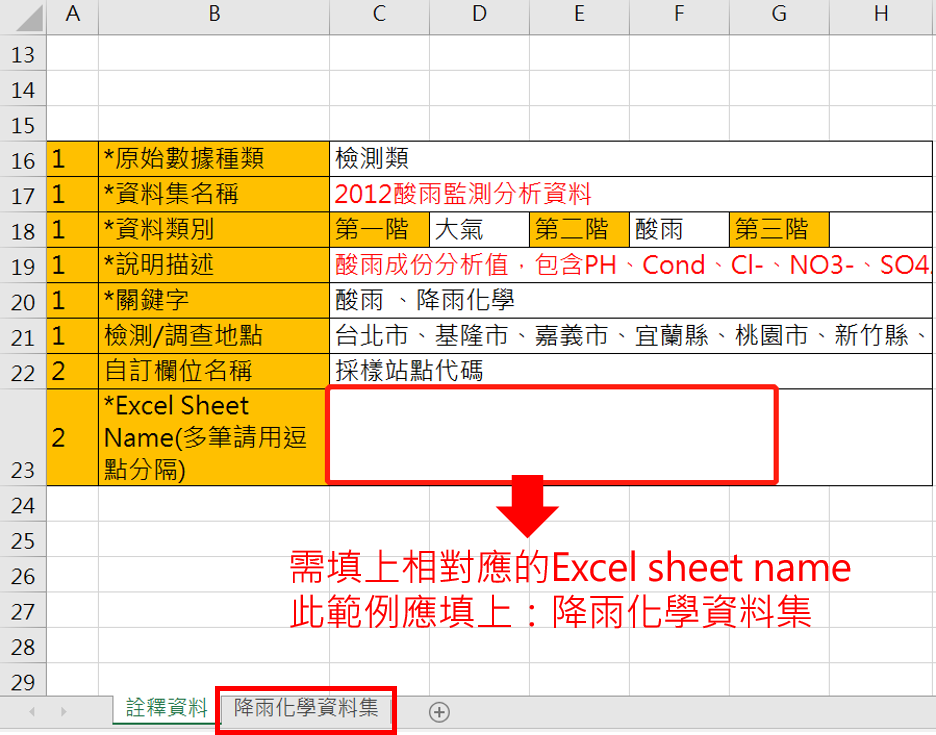 A B C D E F G H
13
14
15
16 1 *原始數據種類 檢測類
17 1 *資料集名稱 2012酸雨監測分析資料
18 1 *資料類別 第一階 大氣 第二階 酸雨 第三階
19 1 *說明描述 酸雨成份分析值，包含PH、Cond、Cl-、NO3-、SO4
20 1 *關鍵字 酸雨 、降雨化學
21 1 檢測/調查地點 台北市、基隆市、嘉義市、宜蘭縣、桃園市、新竹縣、
22 2 自訂欄位名稱 採樣站點代碼
23 2 *Excel Sheet
Name(多筆請用逗
點分隔)
24
25
26
27
28
29
需填上相對應的Excel sheet name
此範例應填上：降雨化學資料集
詮釋資料 降雨化學資料集